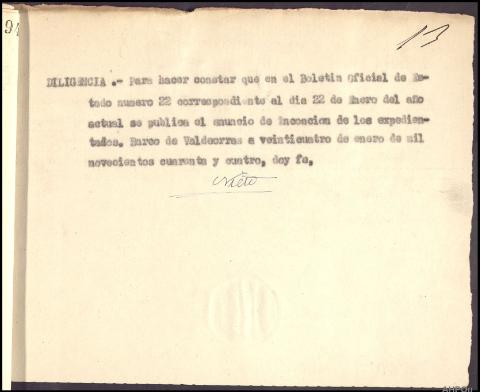 94
13
DILIGENCIA .- Para hacer constar que en el Boletin Oficial de Es-
tado numero 22 correspondiente al dia 22 de Enero del año
actual se publica el anuncio de Incoacion de los expedien-
tados. Barco de Valdeorras a veinticuatro de enero de mil
novecientos cuarenta y cuatro, doy fe.
Nieto